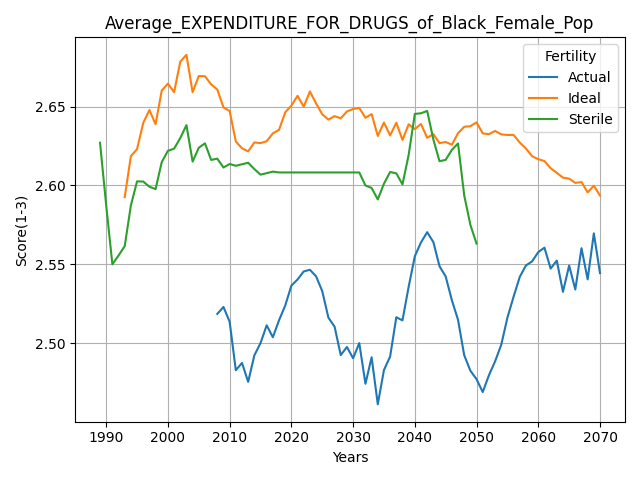 Average_EXPENDITURE_FOR_DRUGS_of_Black_Female_Pop
Fertility
Actual
Ideal
Sterile
Score(1-3)
2.65
2.60
2.55
2.50
1990 2000 2010 2020 2030 2040 2050 2060 2070
Years